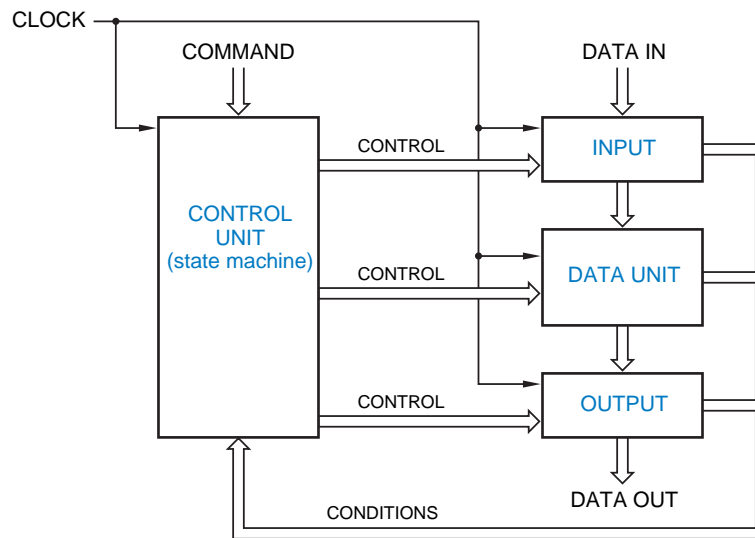 CLOCK
COMMAND
DATA IN
CONTROL
INPUT
CONTROL
UNIT
(state machine)
CONTROL
DATA UNIT
CONTROL
OUTPUT
DATA OUT
CONDITIONS